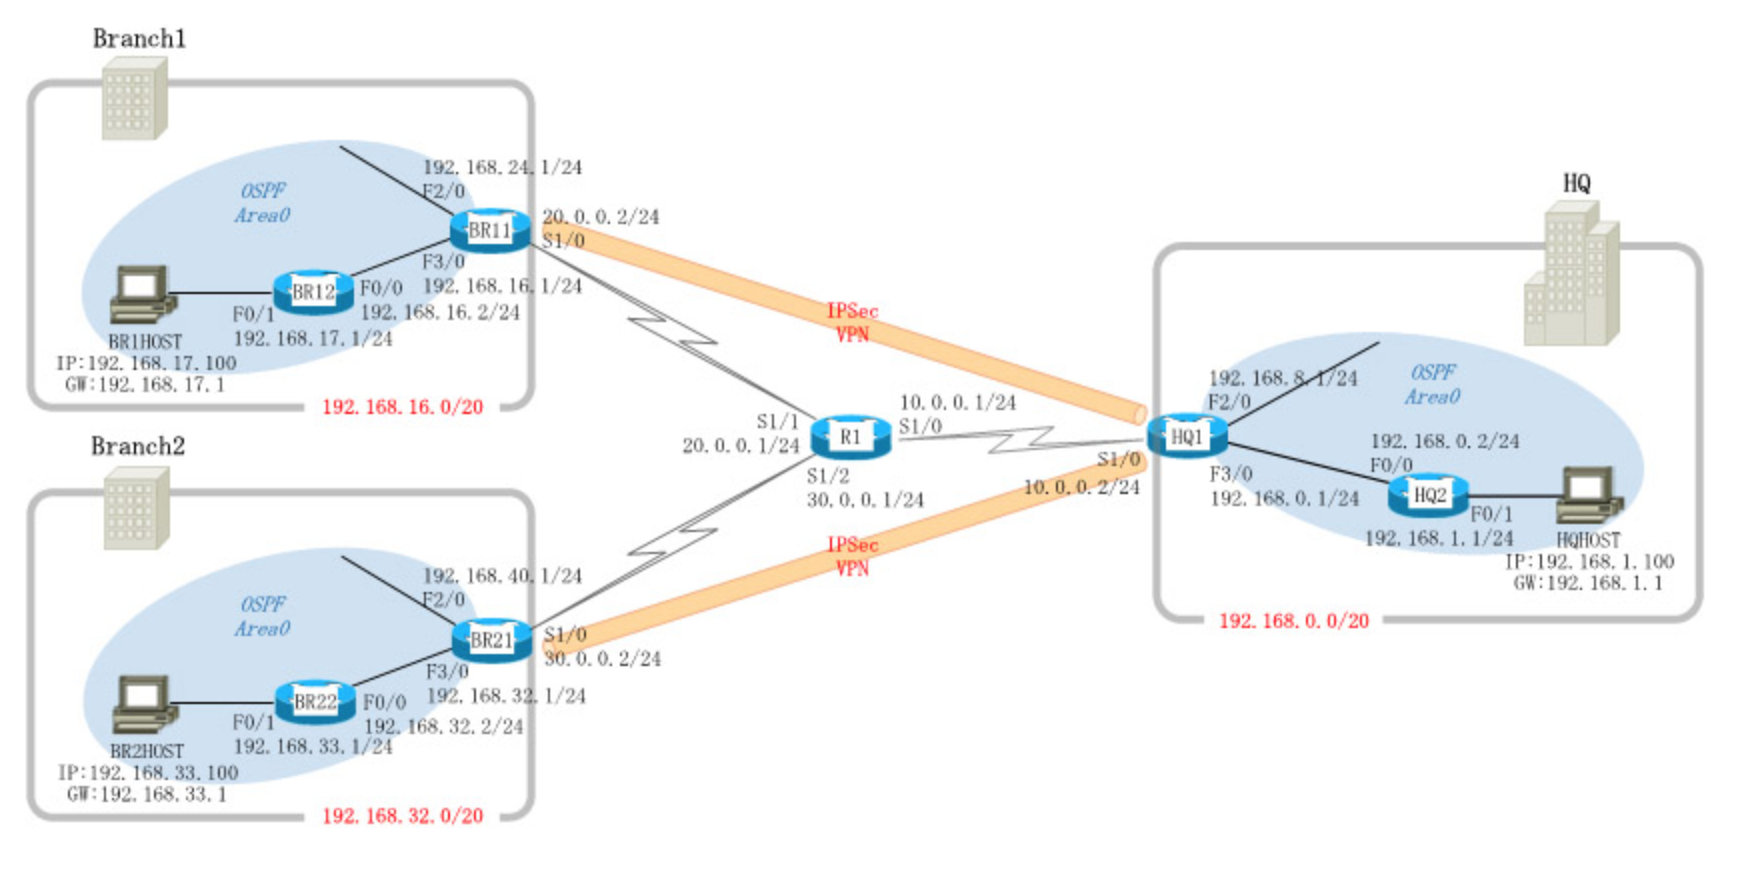 Branch1
192.168.24.1/24
F2/0
OSPF
Area0
BR11
20.0.0.2/24
S1/0
F3/0
192.168.16.1/24
BR12
F0/0
192.168.16.2/24
F0/1
192.168.17.1/24
BR1HOST
IP:192.168.17.100
GW:192.168.17.1
192.168.16.0/20
IPSec
VPN
HQ
192.168.8.1/24
F2/0
OSPF
Area0
S1/1
20.0.0.1/24
R1
10.0.0.1/24
S1/0
S1/2
30.0.0.1/24
HQ1
S1/0
10.0.0.2/24
F3/0
192.168.0.1/24
192.168.0.2/24
F0/0
HQ2
F0/1
192.168.1.1/24
HQHOST
IP:192.168.1.100
GW:192.168.1.1
192.168.0.0/20
Branch2
192.168.40.1/24
F2/0
OSPF
Area0
BR21
S1/0
30.0.0.2/24
IPSec
VPN
F3/0
192.168.32.1/24
BR22
F0/0
192.168.32.2/24
F0/1
192.168.33.1/24
BR2HOST
IP:192.168.33.100
GW:192.168.33.1
192.168.32.0/20